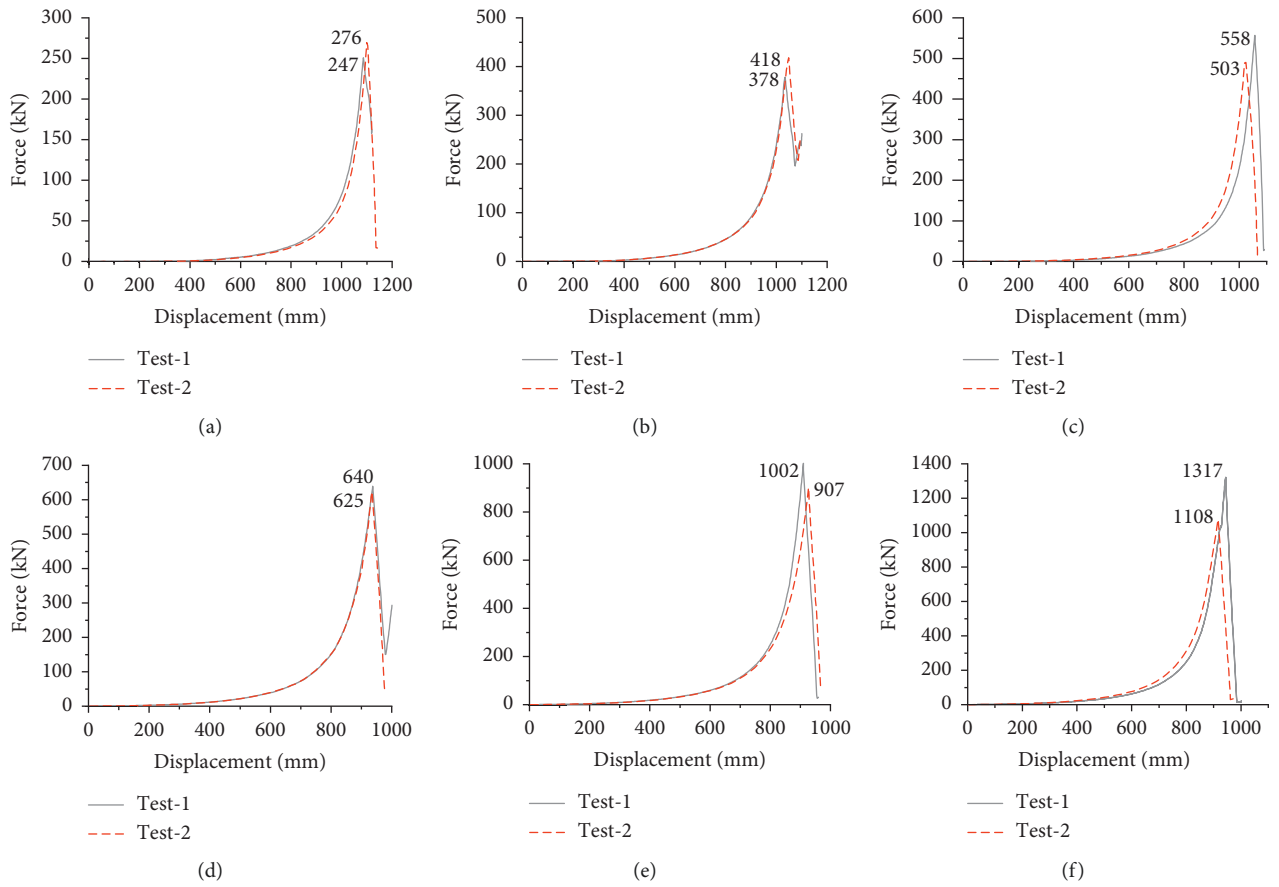 300
250
200
150
100
50
0
Force (kN)
276
247
0 200 400 600 800 1000 1200
Displacement (mm)
Test-1
Test-2
(a)
500
400
300
200
100
0
Force (kN)
418
378
0 200 400 600 800 1000 1200
Displacement (mm)
Test-1
Test-2
(b)
600
500
400
300
200
100
0
Force (kN)
558
503
0 200 400 600 800 1000
Displacement (mm)
Test-1
Test-2
(c)
700
600
500
400
300
200
100
0
Force (kN)
640
625
0 200 400 600 800 1000
Displacement (mm)
Test-1
Test-2
(d)
1000
800
600
400
200
0
Force (kN)
1002
907
0 200 400 600 800 1000
Displacement (mm)
Test-1
Test-2
(e)
1400
1200
1000
800
600
400
200
0
Force (kN)
1317
1108
0 200 400 600 800 1000
Displacement (mm)
Test-1
Test-2
(f)